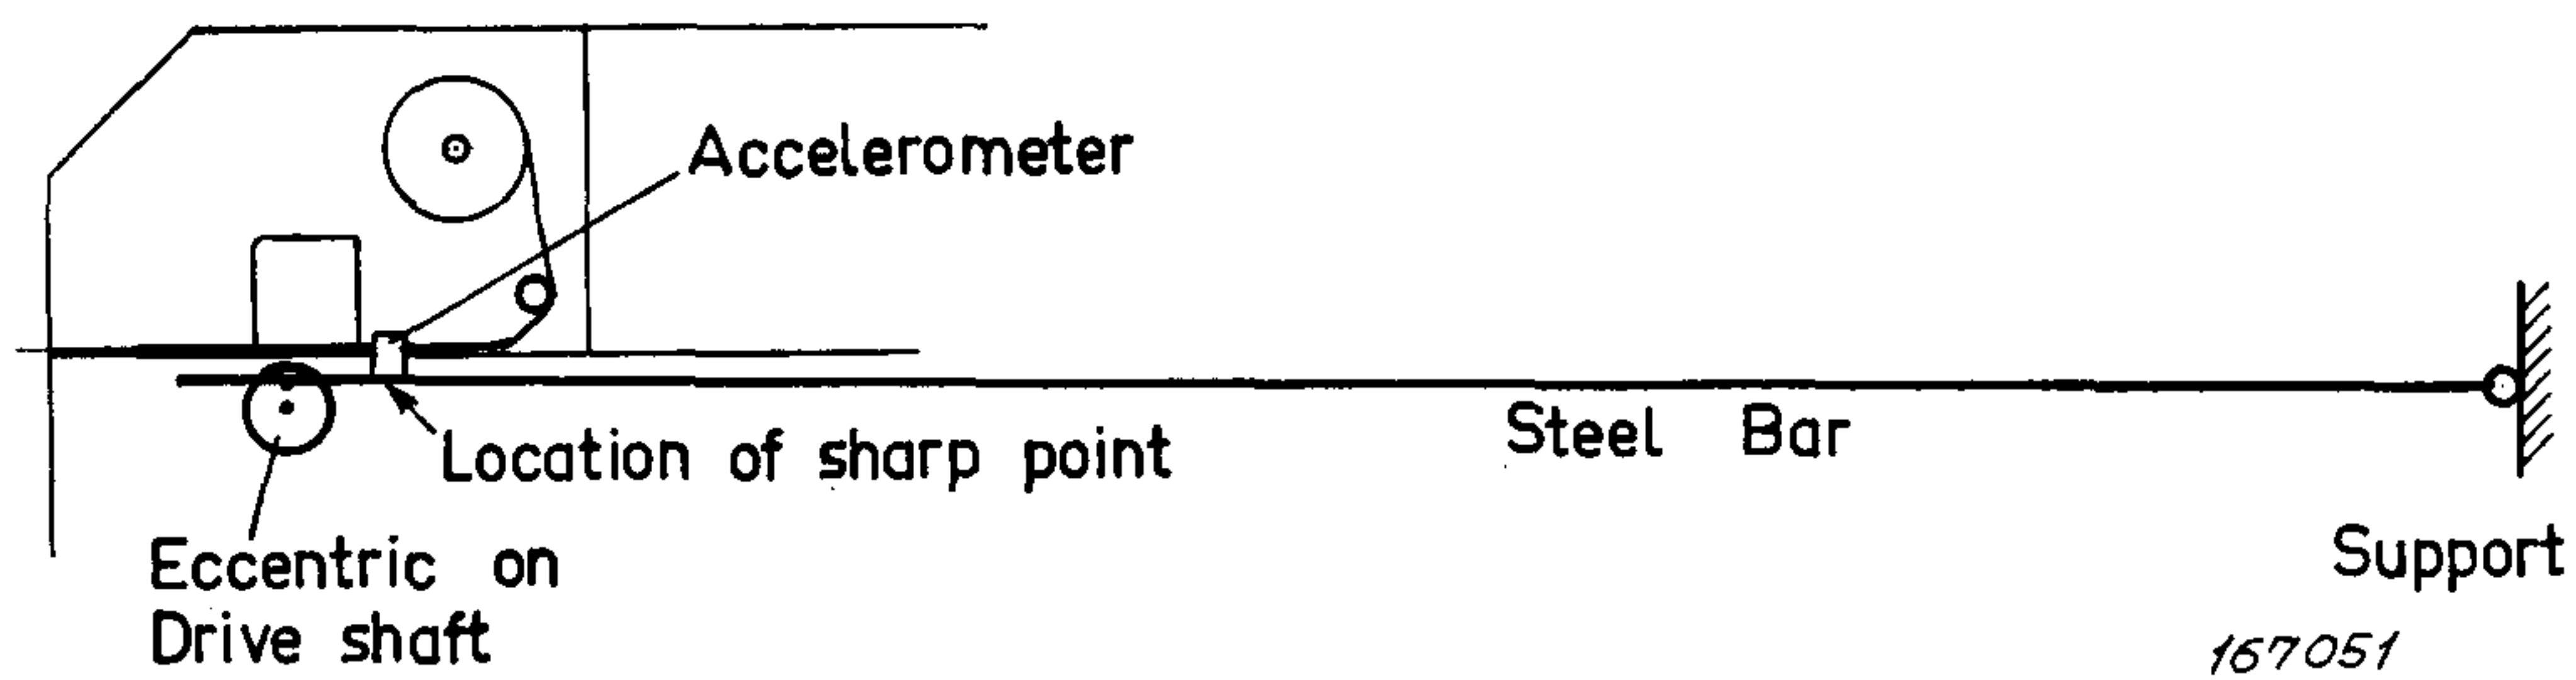 Accelerometer
Location of sharp point
Steel Bar
Eccentric on
Drive shaft
Support
167051